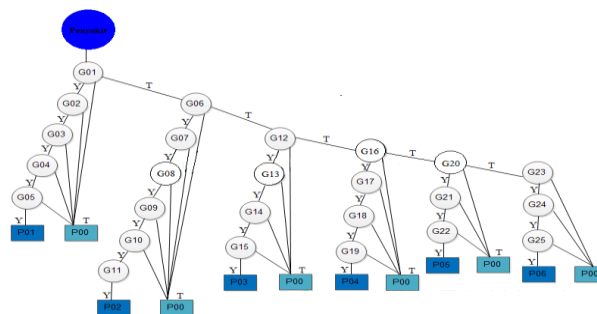 Penyakit
G01
Y
T
G02
G06
Y
Y
G03
G07
T
G12
Y
Y
T
G16
Y
T
G20
T
G04
G08
G13
G23
Y
Y
Y
G17
Y
Y
G05
G09
G14
Y
G18
G21
G24
Y
Y
Y
Y
Y
Y
T
G10
G15
G19
G22
G25
P01
P00
Y
Y
T
Y
T
Y
Y
G11
P03
P00
P04
P00
P05
P00
P06
P00
Y
T
P02
P00